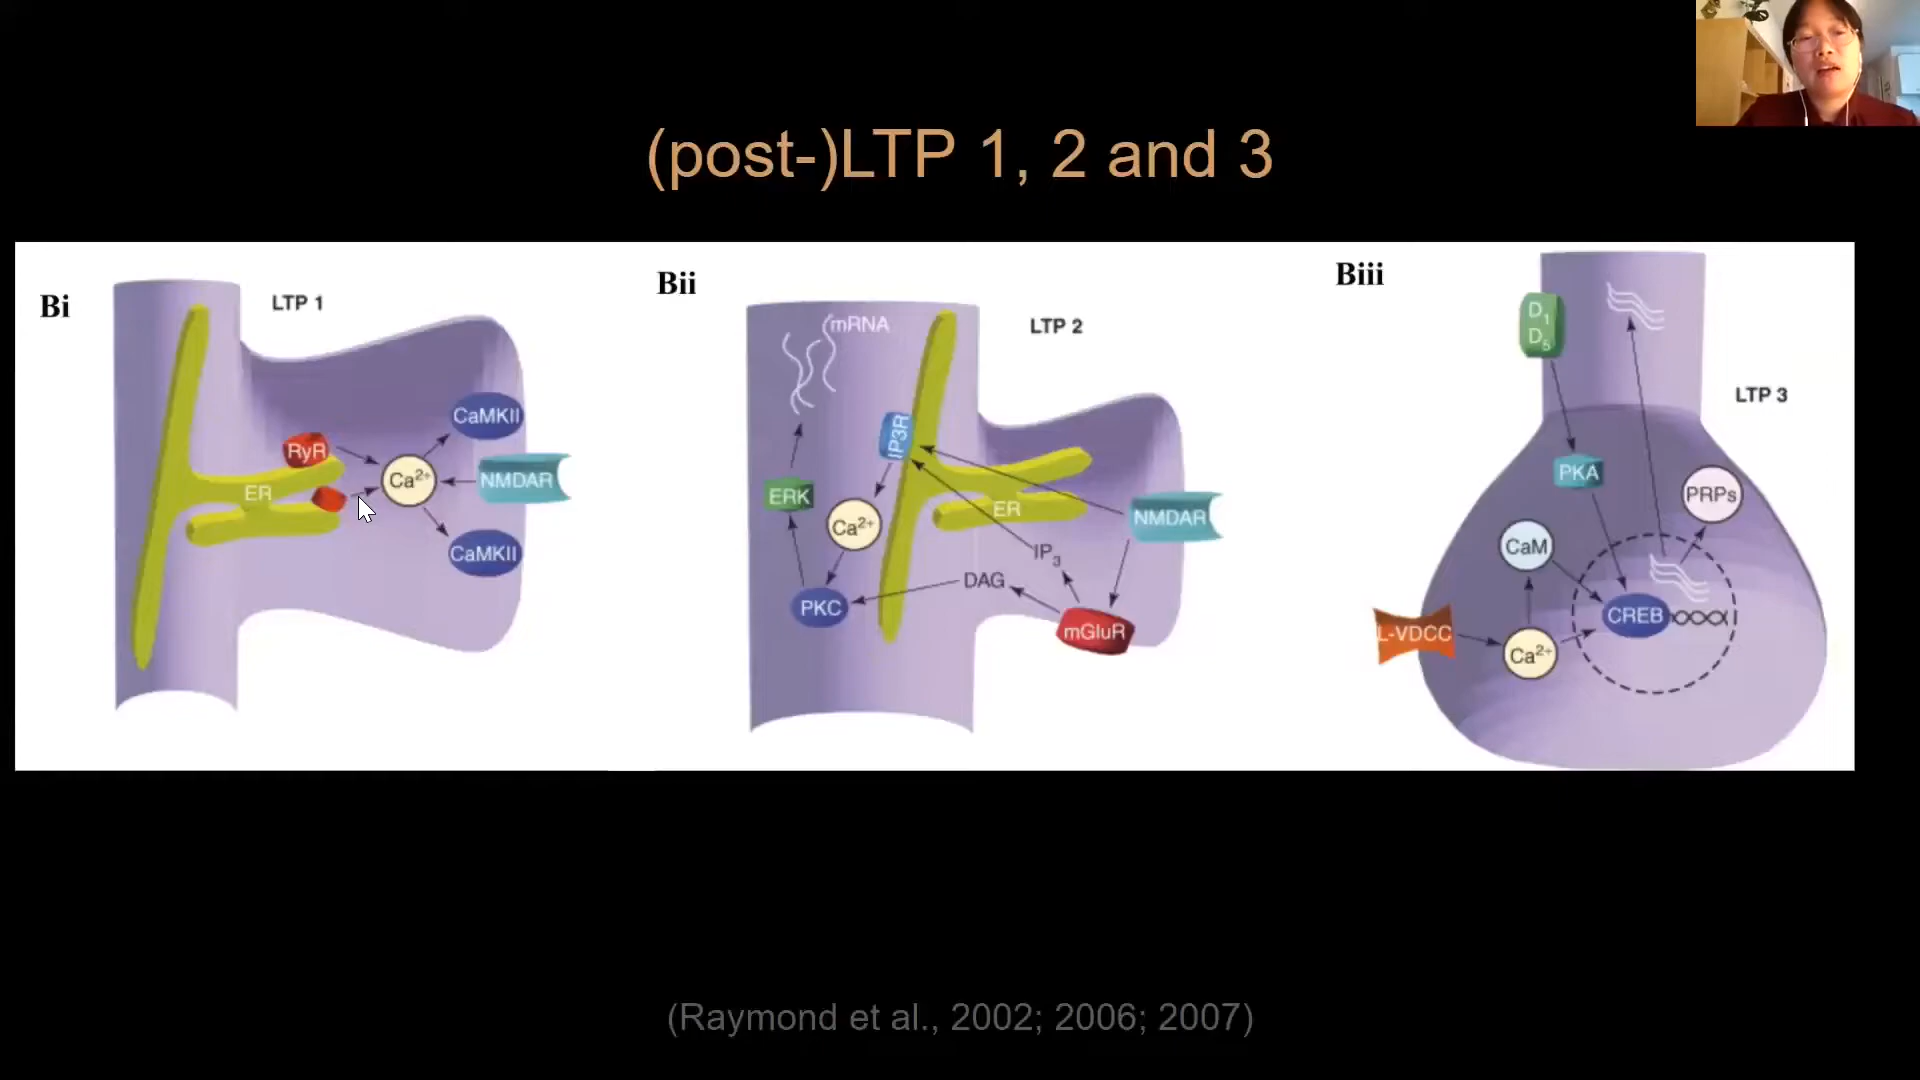 (post-)LTP 1, 2 and 3
Bi
LTP 1
RyR
ER
Ca2+
CaMKII
NMDAR
CaMKII
Bii
LTP 2
mRNA
IP3R
ERK
Ca2+
ER
NMDAR
IP3
DAG
PKC
mGluR
Biii
LTP 3
D1
D5
PKA
PRPs
CaM
CREB
L-VDCC
Ca2+
(Raymond et al., 2002; 2006; 2007)